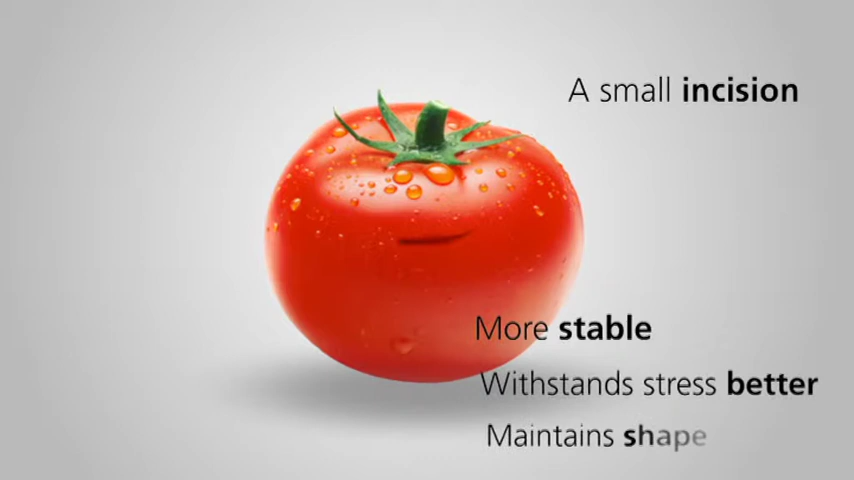 A small incision
More stable
Withstands stress better
Maintains shape